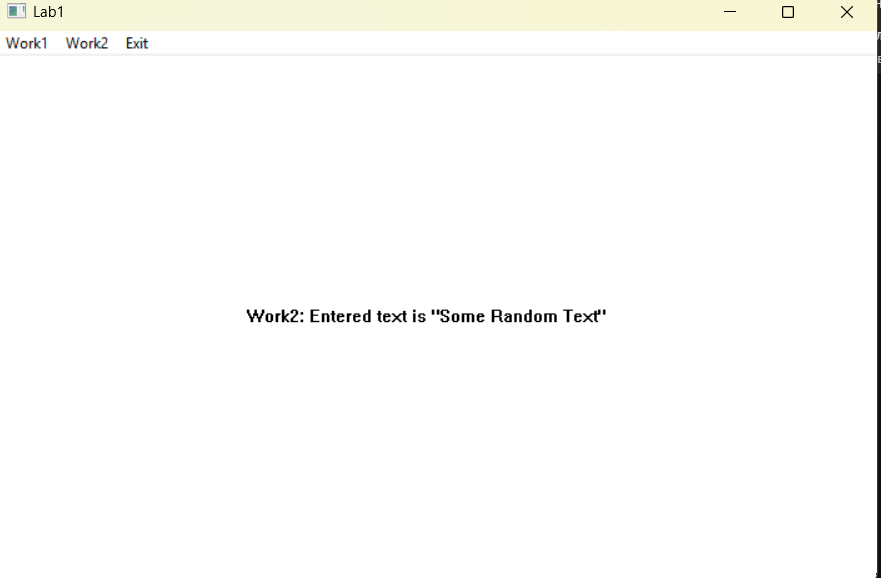 Lab1
Work1 Work2 Exit
Work2: Entered text is "Some Random Text"